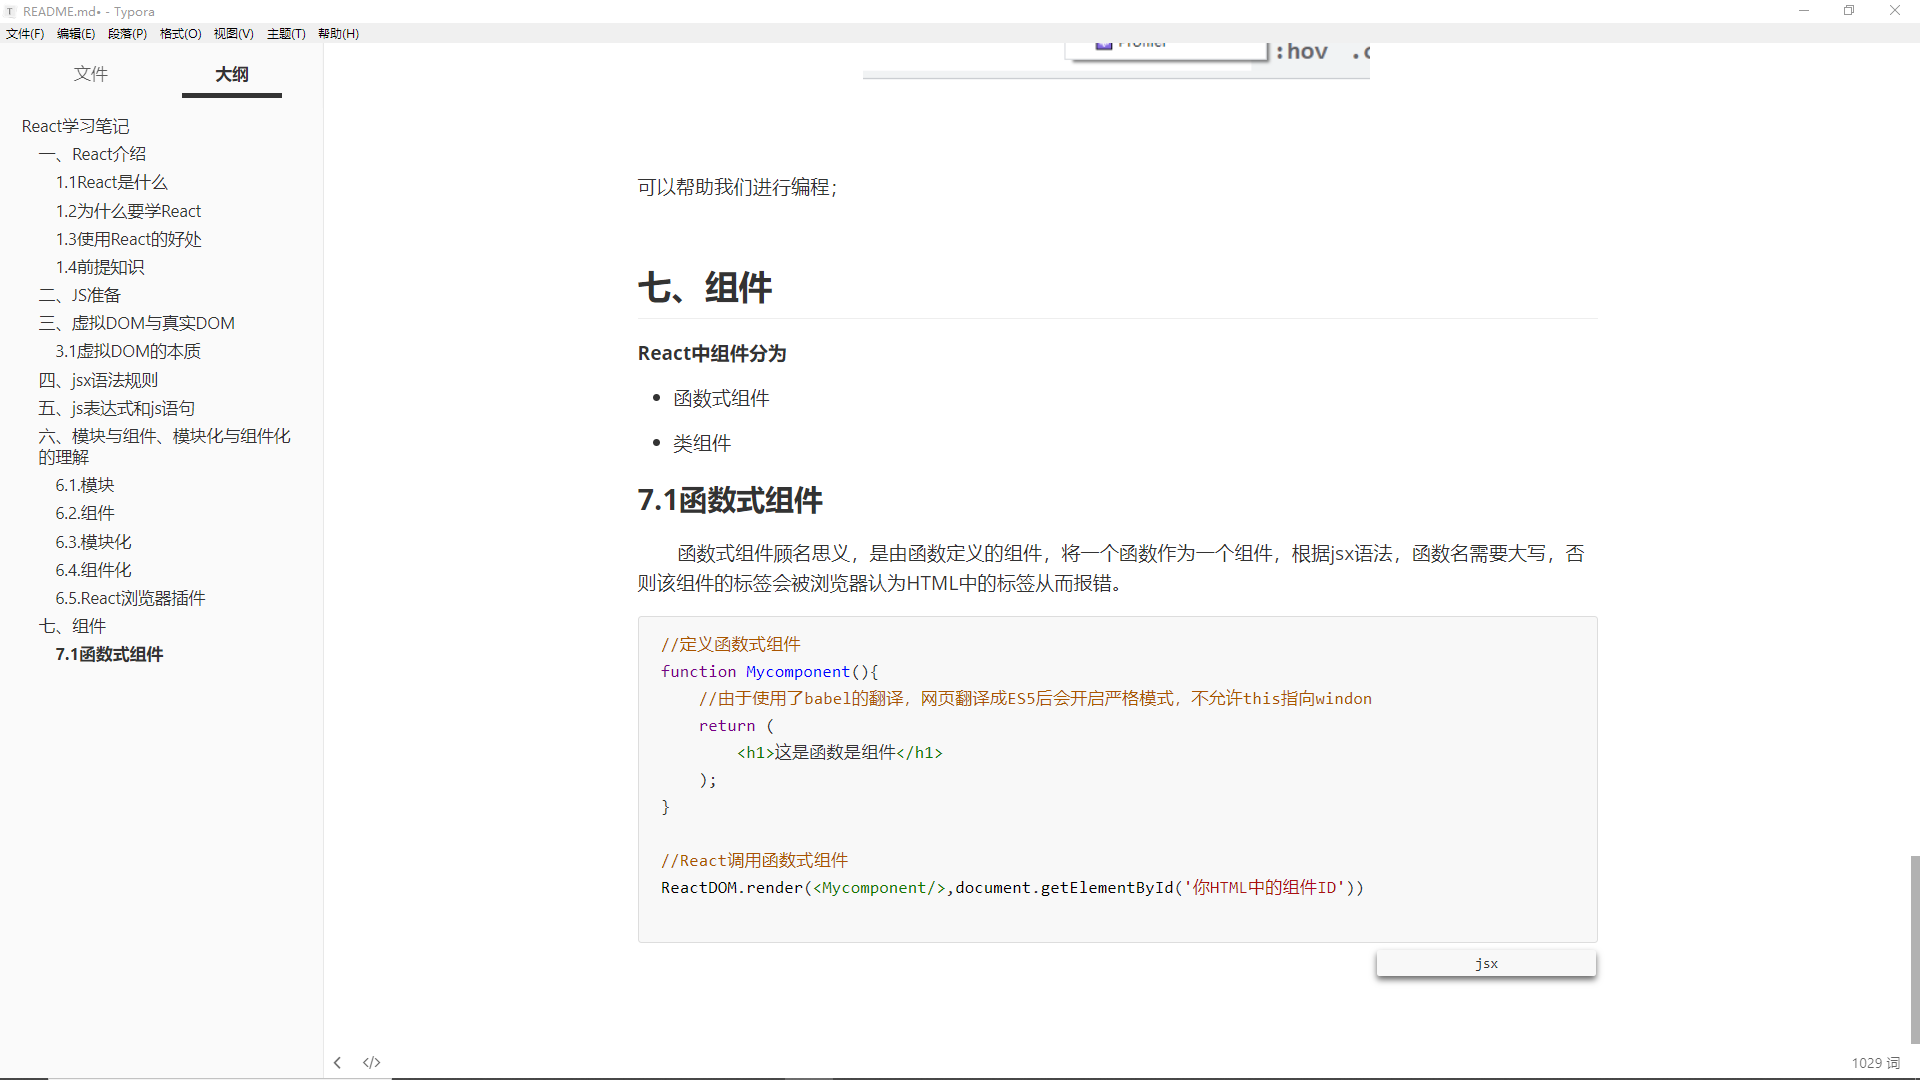 README.md• - Typora
文件(F) 编辑(E) 段落(P) 格式(O) 视图(V) 主题(T) 帮助(H)
文件 大纲
React学习笔记
一、React介绍
1.1React是什么
1.2为什么要学React
1.3使用React的好处
1.4前提知识
二、JS准备
三、虚拟DOM与真实DOM
3.1虚拟DOM的本质
四、jsx语法规则
五、js表达式和js语句
六、模块与组件、模块化与组件化
的理解
6.1.模块
6.2.组件
6.3.模块化
6.4.组件化
6.5.React浏览器插件
七、组件
7.1函数式组件
Profiler
:hov .c
可以帮助我们进行编程；
七、组件
React中组件分为
• 函数式组件
• 类组件
7.1函数式组件
函数式组件顾名思义，是由函数定义的组件，将一个函数作为一个组件，根据jsx语法，函数名需要大写，否
则该组件的标签会被浏览器认为HTML中的标签从而报错。
//定义函数式组件
function Mycomponent(){
//由于使用了babel的翻译，网页翻译成ES5后会开启严格模式，不允许this指向windon
return (
<h1>这是函数是组件</h1>
);
}
//React调用函数式组件
ReactDOM.render(<Mycomponent/>,document.getElementById('你HTML中的组件ID'))
jsx
</>
1029 词